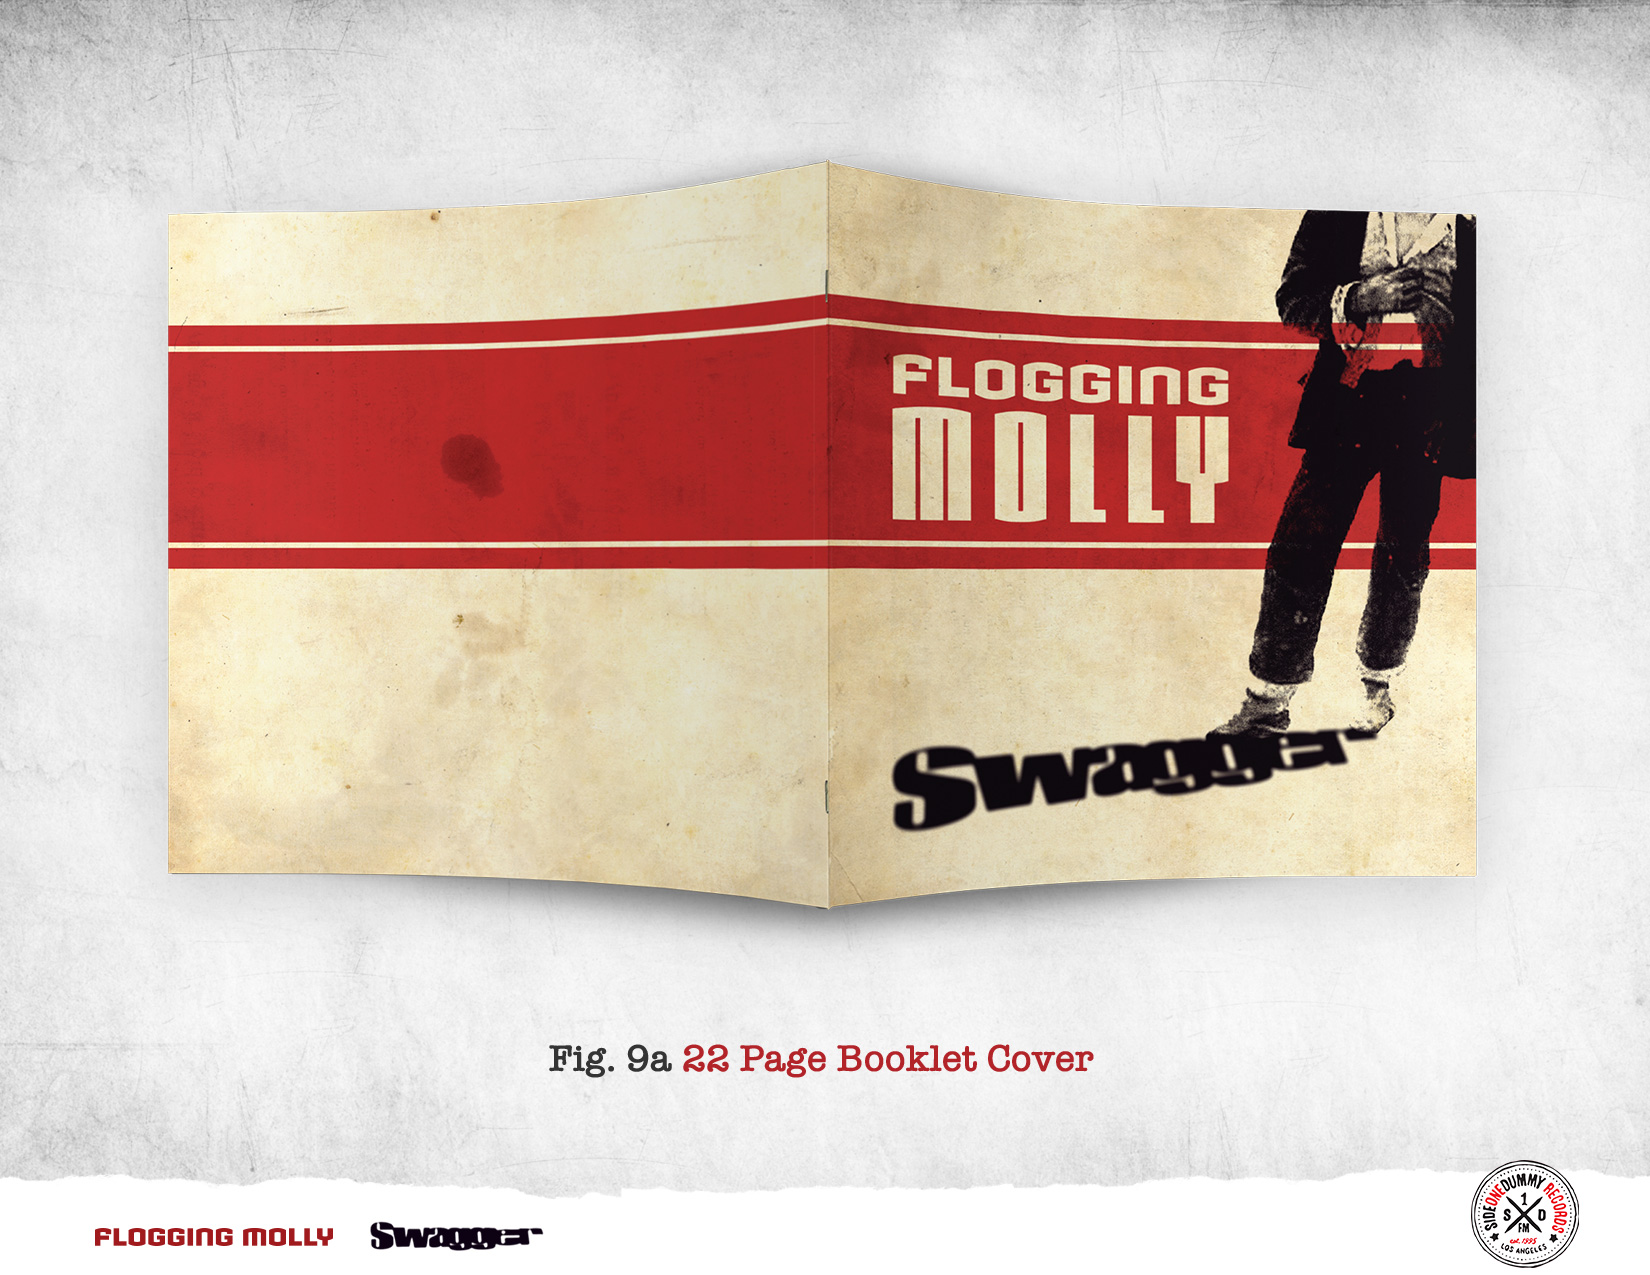 FLOGGING
MOLLY
Swagger
Fig. 9a 22 Page Booklet Cover
FLOGGING MOLLY
Swagger
SIDEONEDUMMY RECORDS
1
S D
FM
est. 1995
LOS ANGELES